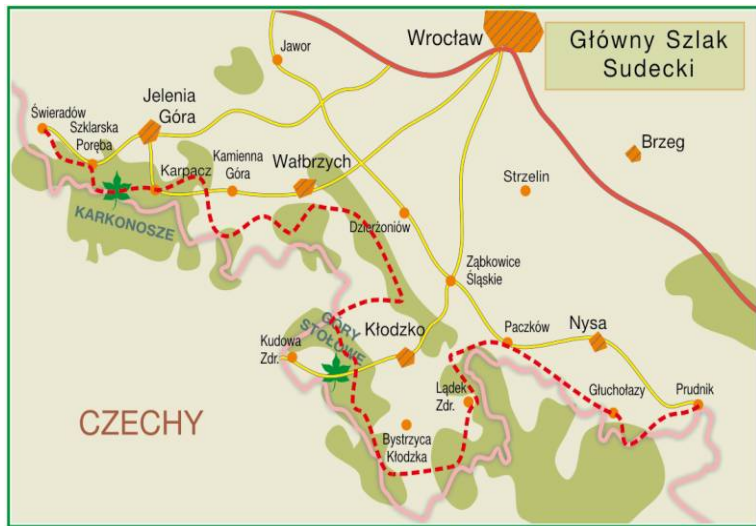 Główny Szlak
Sudecki
Wrocław
Jawor
Świeradów
Szklarska
Poręba
Jelenia
Góra
Karpacz
Kamienna
Góra
Wałbrzych
Brzeg
Strzelin
KARKONOSZE
Dzierżoniów
Ząbkowice
Śląskie
GÓRY
STOŁOWE
Kudowa
Zdr.
Kłodzko
Paczków
Nysa
Lądek
Zdr.
Głuchołazy
Prudnik
CZECHY
Bystrzyca
Kłodzka